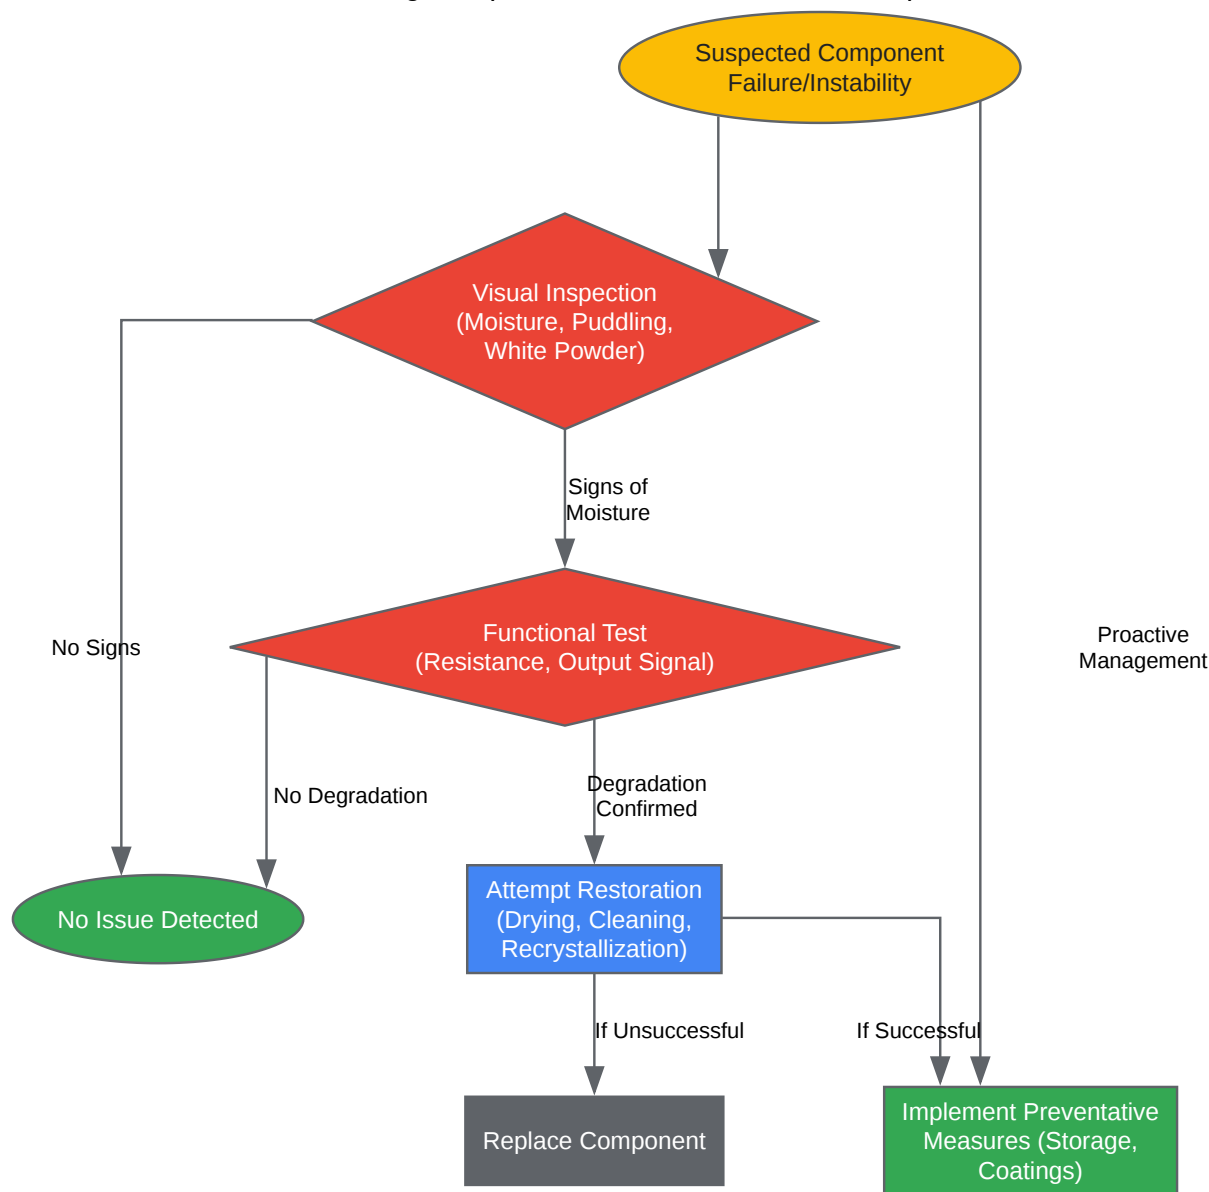 Suspected Component
Failure/Instability
Visual Inspection
(Moisture, Puddling,
White Powder)
Signs of
Moisture
Functional Test
(Resistance, Output Signal)
No Signs
Proactive
Management
No Degradation
Degradation
Confirmed
Attempt Restoration
(Drying, Cleaning,
Recrystallization)
No Issue Detected
If Unsuccessful
If Successful
Replace Component
Implement Preventative
Measures (Storage,
Coatings)